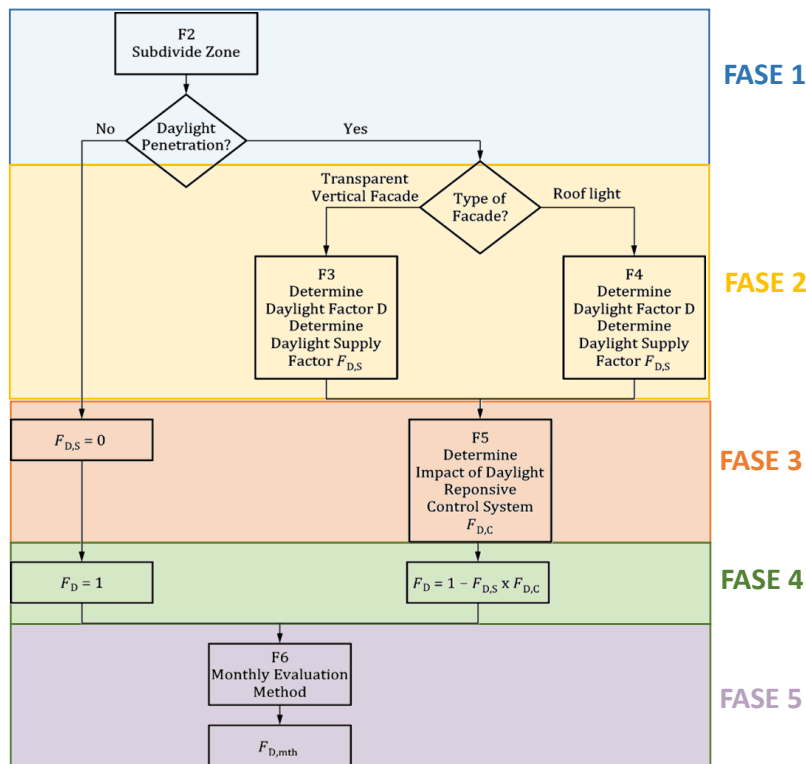 F2
Subdivide Zone
FASE 1
No
Daylight
Penetration?
Yes
Transparent
Vertical Facade
Type of
Facade?
Roof light
F3
Determine
Daylight Factor D
Determine
Daylight Supply
Factor F_D,S
F4
Determine
Daylight Factor D
Determine
Daylight Supply
Factor F_D,S
FASE 2
F_D,S = 0
F5
Determine
Impact of Daylight
Reponsive
Control System
F_D,C
FASE 3
F_D = 1
F_D = 1 − F_D,S x F_D,C
FASE 4
F6
Monthly Evaluation
Method
F_D,mth
FASE 5